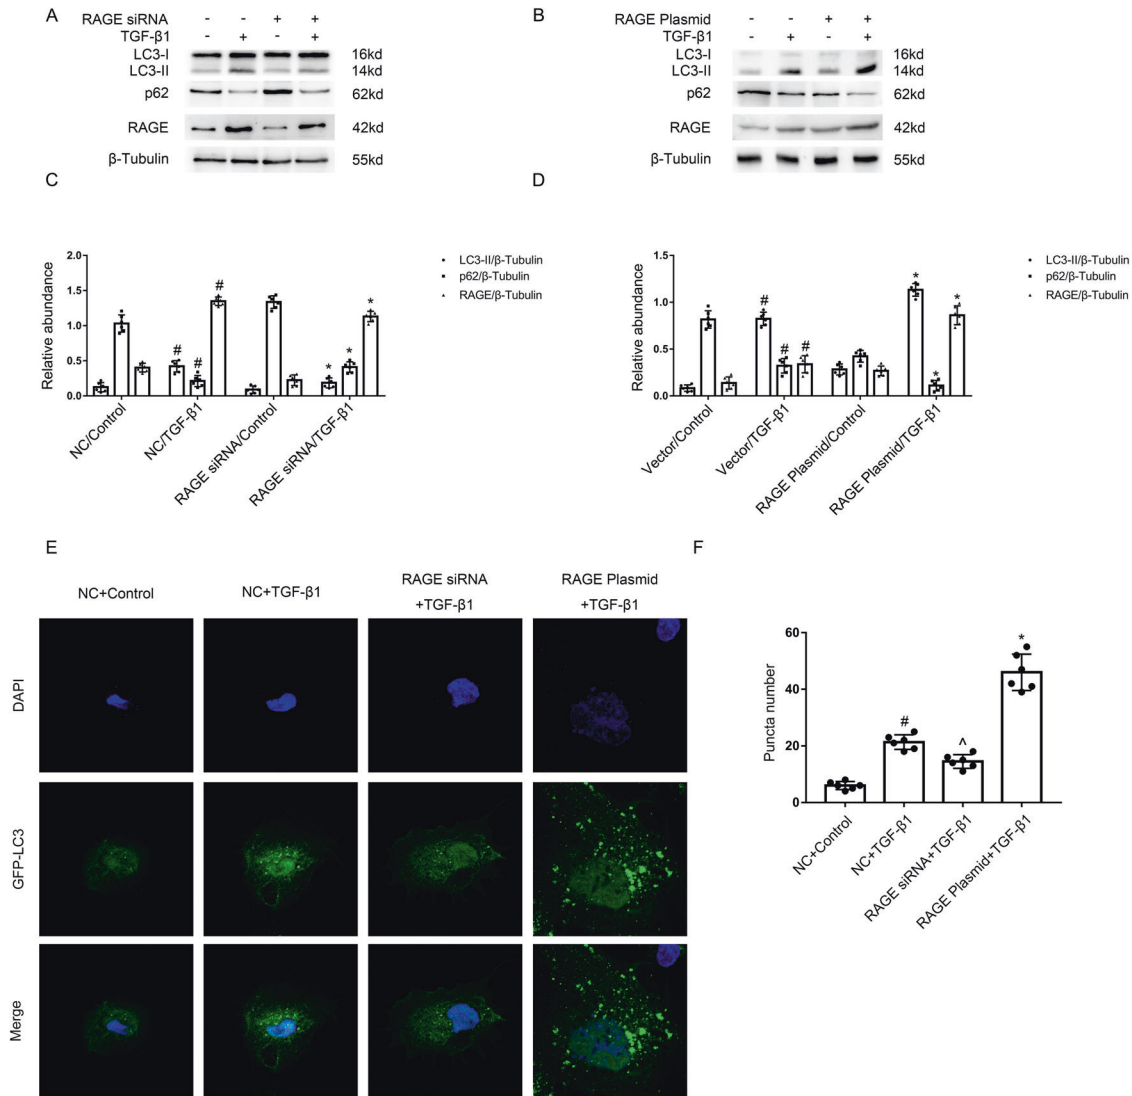 A
RAGE siRNA - - + +
TGF-β1 - + - +
LC3-I 16kd
LC3-II 14kd
p62 62kd
RAGE 42kd
β-Tubulin 55kd
B
RAGE Plasmid - - + +
TGF-β1 - + - +
LC3-I 16kd
LC3-II 14kd
p62 62kd
RAGE 42kd
β-Tubulin 55kd
C
Relative abundance
2.0
1.5
1.0
0.5
0.0
# # #
* * *
LC3-II/β-Tubulin
p62/β-Tubulin
RAGE/β-Tubulin
NC/Control
NC/TGF-β1
RAGE siRNA/Control
RAGE siRNA/TGF-β1
D
Relative abundance
1.5
1.0
0.5
0.0
# # #
* * *
LC3-II/β-Tubulin
p62/β-Tubulin
RAGE/β-Tubulin
Vector/Control
Vector/TGF-β1
RAGE Plasmid/Control
RAGE Plasmid/TGF-β1
E
NC+Control
NC+TGF-β1
RAGE siRNA
+TGF-β1
RAGE Plasmid
+TGF-β1
DAPI
GFP-LC3
Merge
F
Puncta number
60
40
20
0
#
^
*
NC+Control
NC+TGF-β1
RAGE siRNA+TGF-β1
RAGE Plasmid+TGF-β1